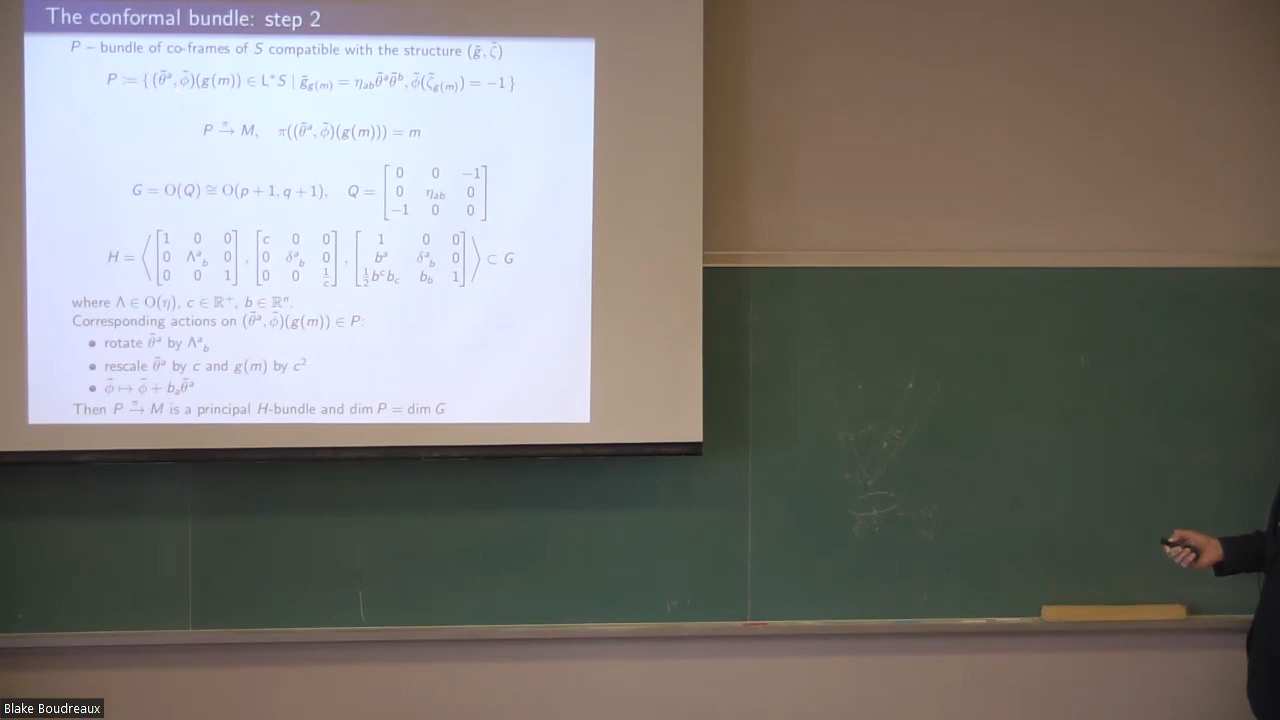 The conformal bundle: step 2
P – bundle of co-frames of S compatible with the structure (g̃, ζ̃)
P := { (θ̃ᵃ, φ̃)(g(m)) ∈ L*S | g̃_{g(m)} = η_{ab}θ̃ᵃθ̃ᵇ, φ̃(ζ̃_{g(m)}) = −1 }
P →^π M, π((θ̃ᵃ, φ̃)(g(m))) = m
G = O(Q) ≅ O(p + 1, q + 1), Q = [0 0 −1; 0 η_{ab} 0; −1 0 0]
H = ⟨ [1 0 0; 0 Λᵃ_b 0; 0 0 1], [c 0 0; 0 δᵃ_b 0; 0 0 1/c], [1 0 0; bᵃ δᵃ_b 0; ½bᶜb_c b_b 1] ⟩ ⊂ G
where Λ ∈ O(η), c ∈ ℝ⁺, b ∈ ℝⁿ.
Corresponding actions on (θ̃ᵃ, φ̃)(g(m)) ∈ P:
• rotate θ̃ᵃ by Λᵃ_b
• rescale θ̃ᵃ by c and g(m) by c²
• φ̃ ↦ φ̃ + b_aθ̃ᵃ
Then P →^π M is a principal H-bundle and dim P = dim G
Blake Boudreaux